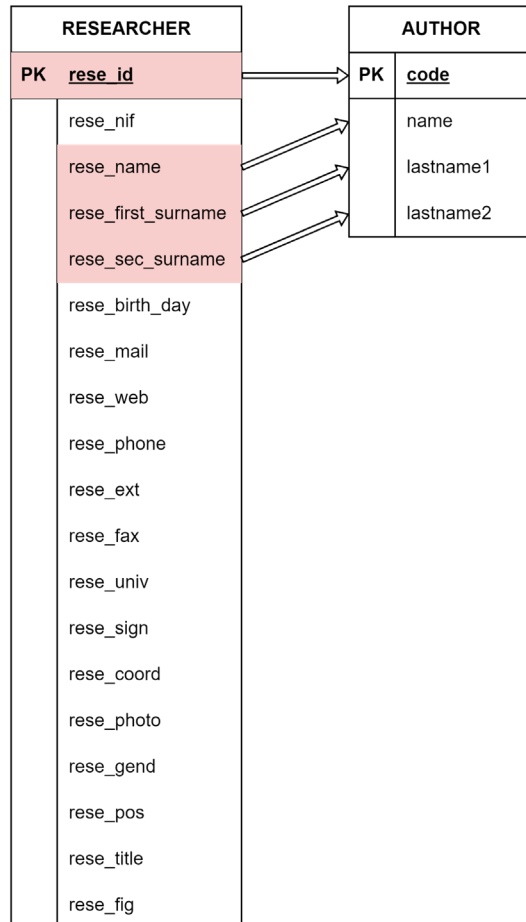 RESEARCHER
PK rese_id
rese_nif
rese_name
rese_first_surname
rese_sec_surname
rese_birth_day
rese_mail
rese_web
rese_phone
rese_ext
rese_fax
rese_univ
rese_sign
rese_coord
rese_photo
rese_gend
rese_pos
rese_title
rese_fig
AUTHOR
PK code
name
lastname1
lastname2